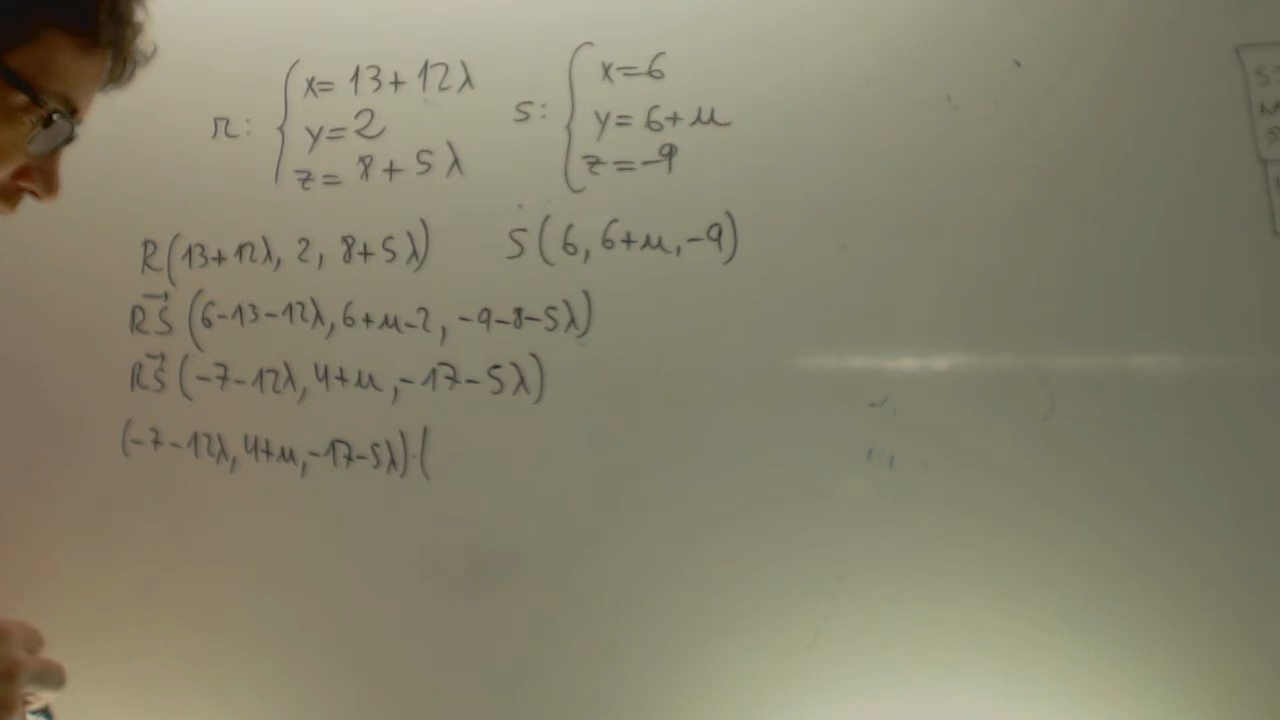 r: { x= 13+12λ   s: { x=6
y=2   y= 6+μ
z= 8+5λ   z=-9
R(13+12λ, 2, 8+5λ)   S(6, 6+μ, -9)
RS⃗ (6-13-12λ, 6+μ-2, -9-8-5λ)
RS⃗ (-7-12λ, 4+μ, -17-5λ)
(-7-12λ, 4+μ, -17-5λ)·(